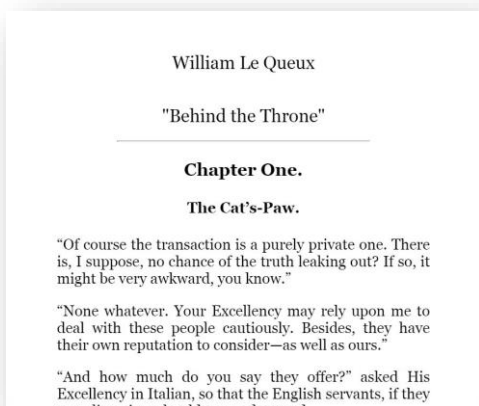 William Le Queux
"Behind the Throne"
Chapter One.
The Cat’s-Paw.
“Of course the transaction is a purely private one. There
is, I suppose, no chance of the truth leaking out? If so, it
might be very awkward, you know.”
“None whatever. Your Excellency may rely upon me to
deal with these people cautiously. Besides, they have
their own reputation to consider—as well as ours.”
“And how much do you say they offer?” asked His
Excellency in Italian, so that the English servants, if they